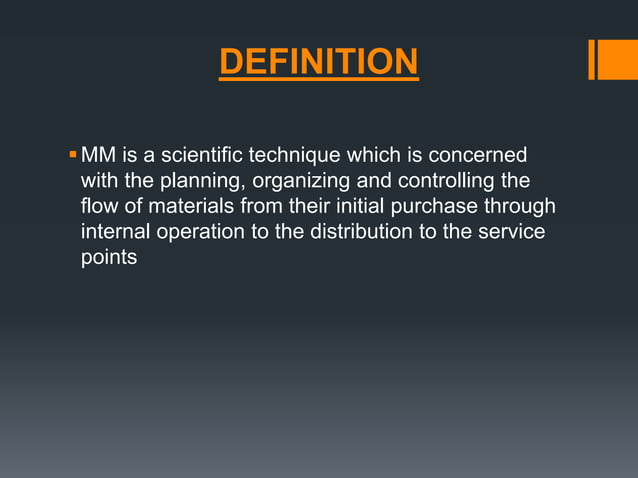 DEFINITION
MM is a scientific technique which is concerned
with the planning, organizing and controlling the
flow of materials from their initial purchase through
internal operation to the distribution to the service
points